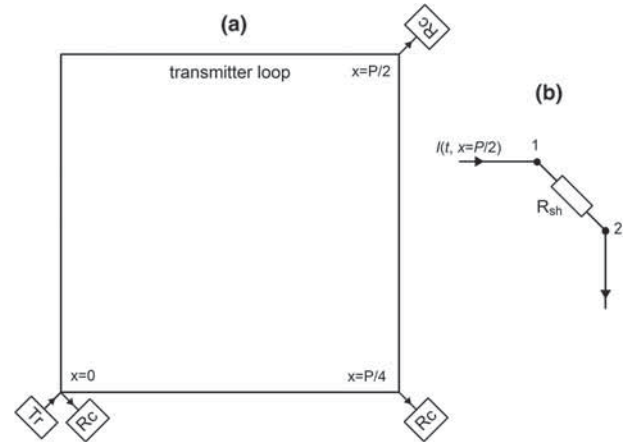 (a)
Rc
transmitter loop
x=P/2
(b)
I(t, x=P/2)
1
Rsh
2
x=0
x=P/4
Tr
Rc
Rc